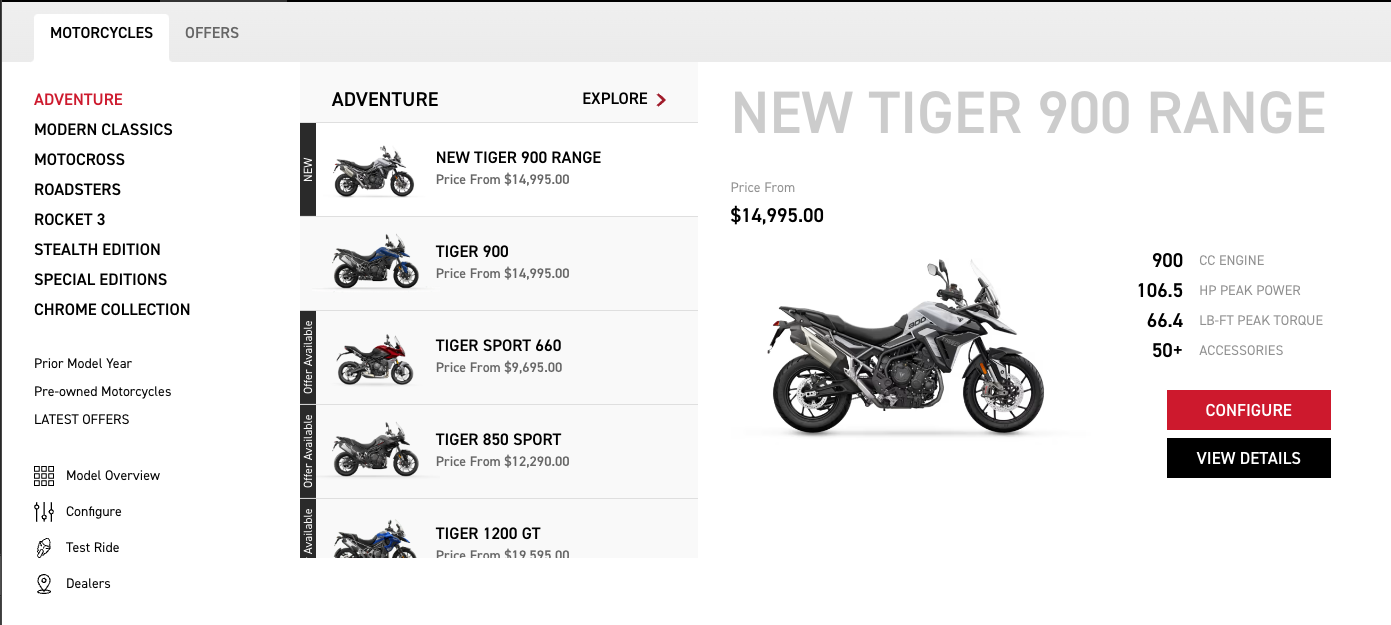 MOTORCYCLES
OFFERS
ADVENTURE
MODERN CLASSICS
MOTOCROSS
ROADSTERS
ROCKET 3
STEALTH EDITION
SPECIAL EDITIONS
CHROME COLLECTION
Prior Model Year
Pre-owned Motorcycles
LATEST OFFERS
Model Overview
Configure
Test Ride
Dealers
ADVENTURE
EXPLORE
NEW
NEW TIGER 900 RANGE
Price From $14,995.00
TIGER 900
Price From $14,995.00
Offer Available
TIGER SPORT 660
Price From $9,695.00
Offer Available
TIGER 850 SPORT
Price From $12,290.00
Available
TIGER 1200 GT
Price From $19,595.00
NEW TIGER 900 RANGE
Price From
$14,995.00
900
900 CC ENGINE
106.5 HP PEAK POWER
66.4 LB-FT PEAK TORQUE
50+ ACCESSORIES
CONFIGURE
VIEW DETAILS